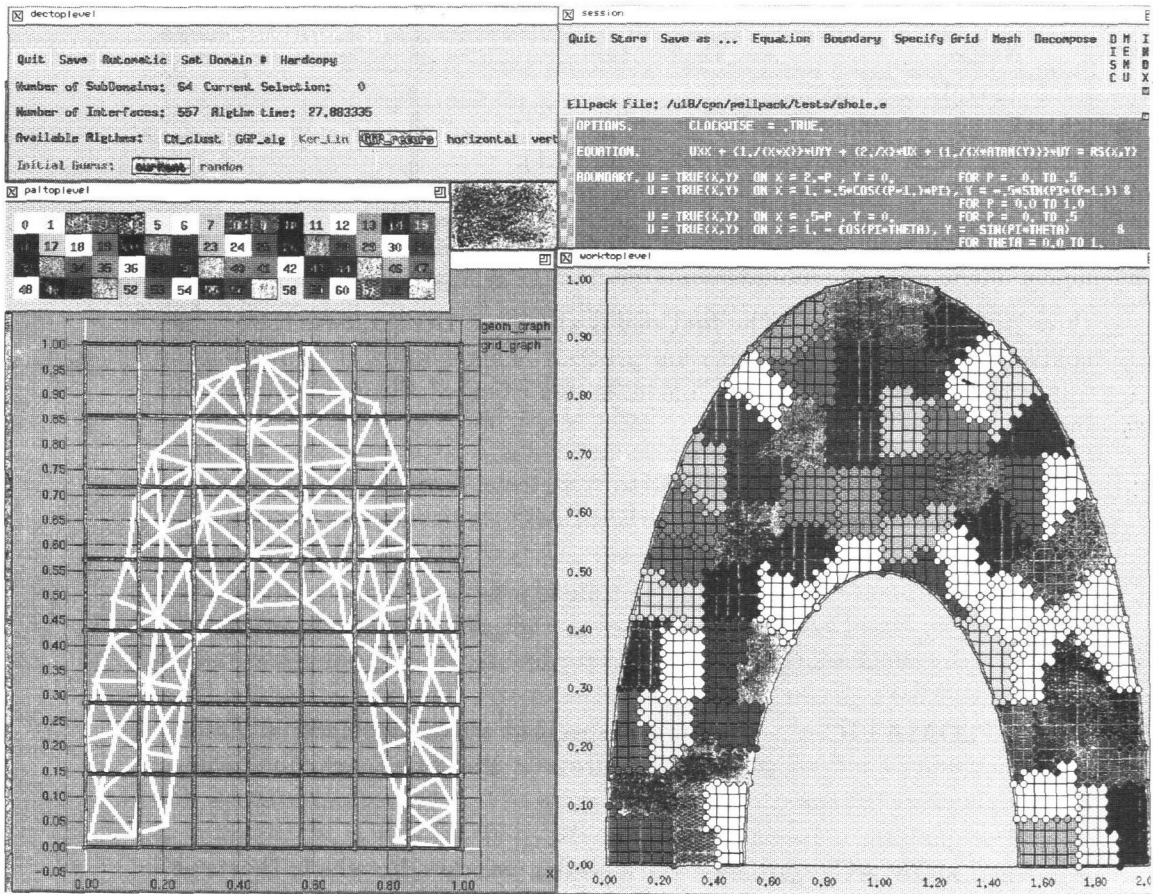 dectoplevel
Quit Save Automatic Set Domain # Hardcopy
Number of SubDomains: 64 Current Selection: 0
Number of Interfaces: 557 Algthm time: 27.883335
Available Algthms: CM_clust GGP_alg Ker_Lin horizontal vert
Initial Guess: current random
paltoplevel
0 1 5 6 7 11 12 13
17 18 19 23 24 30
34 35 36 42
48 52 54 58 59 60
geom_graph
grid_graph
1.00
0.95
0.90
0.85
0.80
0.75
0.70
0.65
0.60
0.55
0.50
0.45
0.40
0.35
0.30
0.25
0.20
0.15
0.10
0.05
0.00
-0.05
0.00 0.20 0.40 0.60 0.80 1.00 X
session
Quit Store Save as ... Equation Boundary Specify Grid Mesh Decompose
Ellpack File: /u18/cpn/pellpack/tests/shole.e
OPTIONS. CLOCKWISE = .TRUE.
EQUATION. UXX + (1./(X*X))*UYY + (2./X)*UX + (1./(X*ATAN(Y)))*UY = RS(X,Y)
BOUNDARY. U = TRUE(X,Y) ON X = 2.-P , Y = 0. FOR P = .0, TO .5
U = TRUE(X,Y) ON X = 1. - .5*COS((P-1.)*PI), Y = -.5*SIN(PI*(P-1.)) &
FOR P = 0.0 TO 1.0
U = TRUE(X,Y) ON X = .5-P , Y = 0. FOR P = .0, TO .5
U = TRUE(X,Y) ON X = 1. - COS(PI*THETA), Y = SIN(PI*THETA) &
FOR THETA = 0.0 TO 1.
worktoplevel
1.00
0.90
0.80
0.70
0.60
0.50
0.40
0.30
0.20
0.10
0.00
0.00 0.20 0.40 0.60 0.80 1.00 1.20 1.40 1.60 1.80